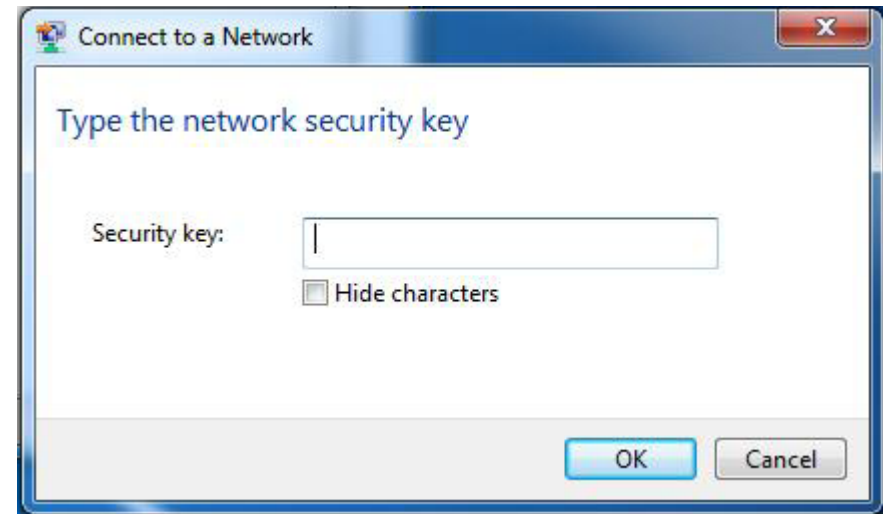 Connect to a Network
Type the network security key
Security key:
Hide characters
OK Cancel